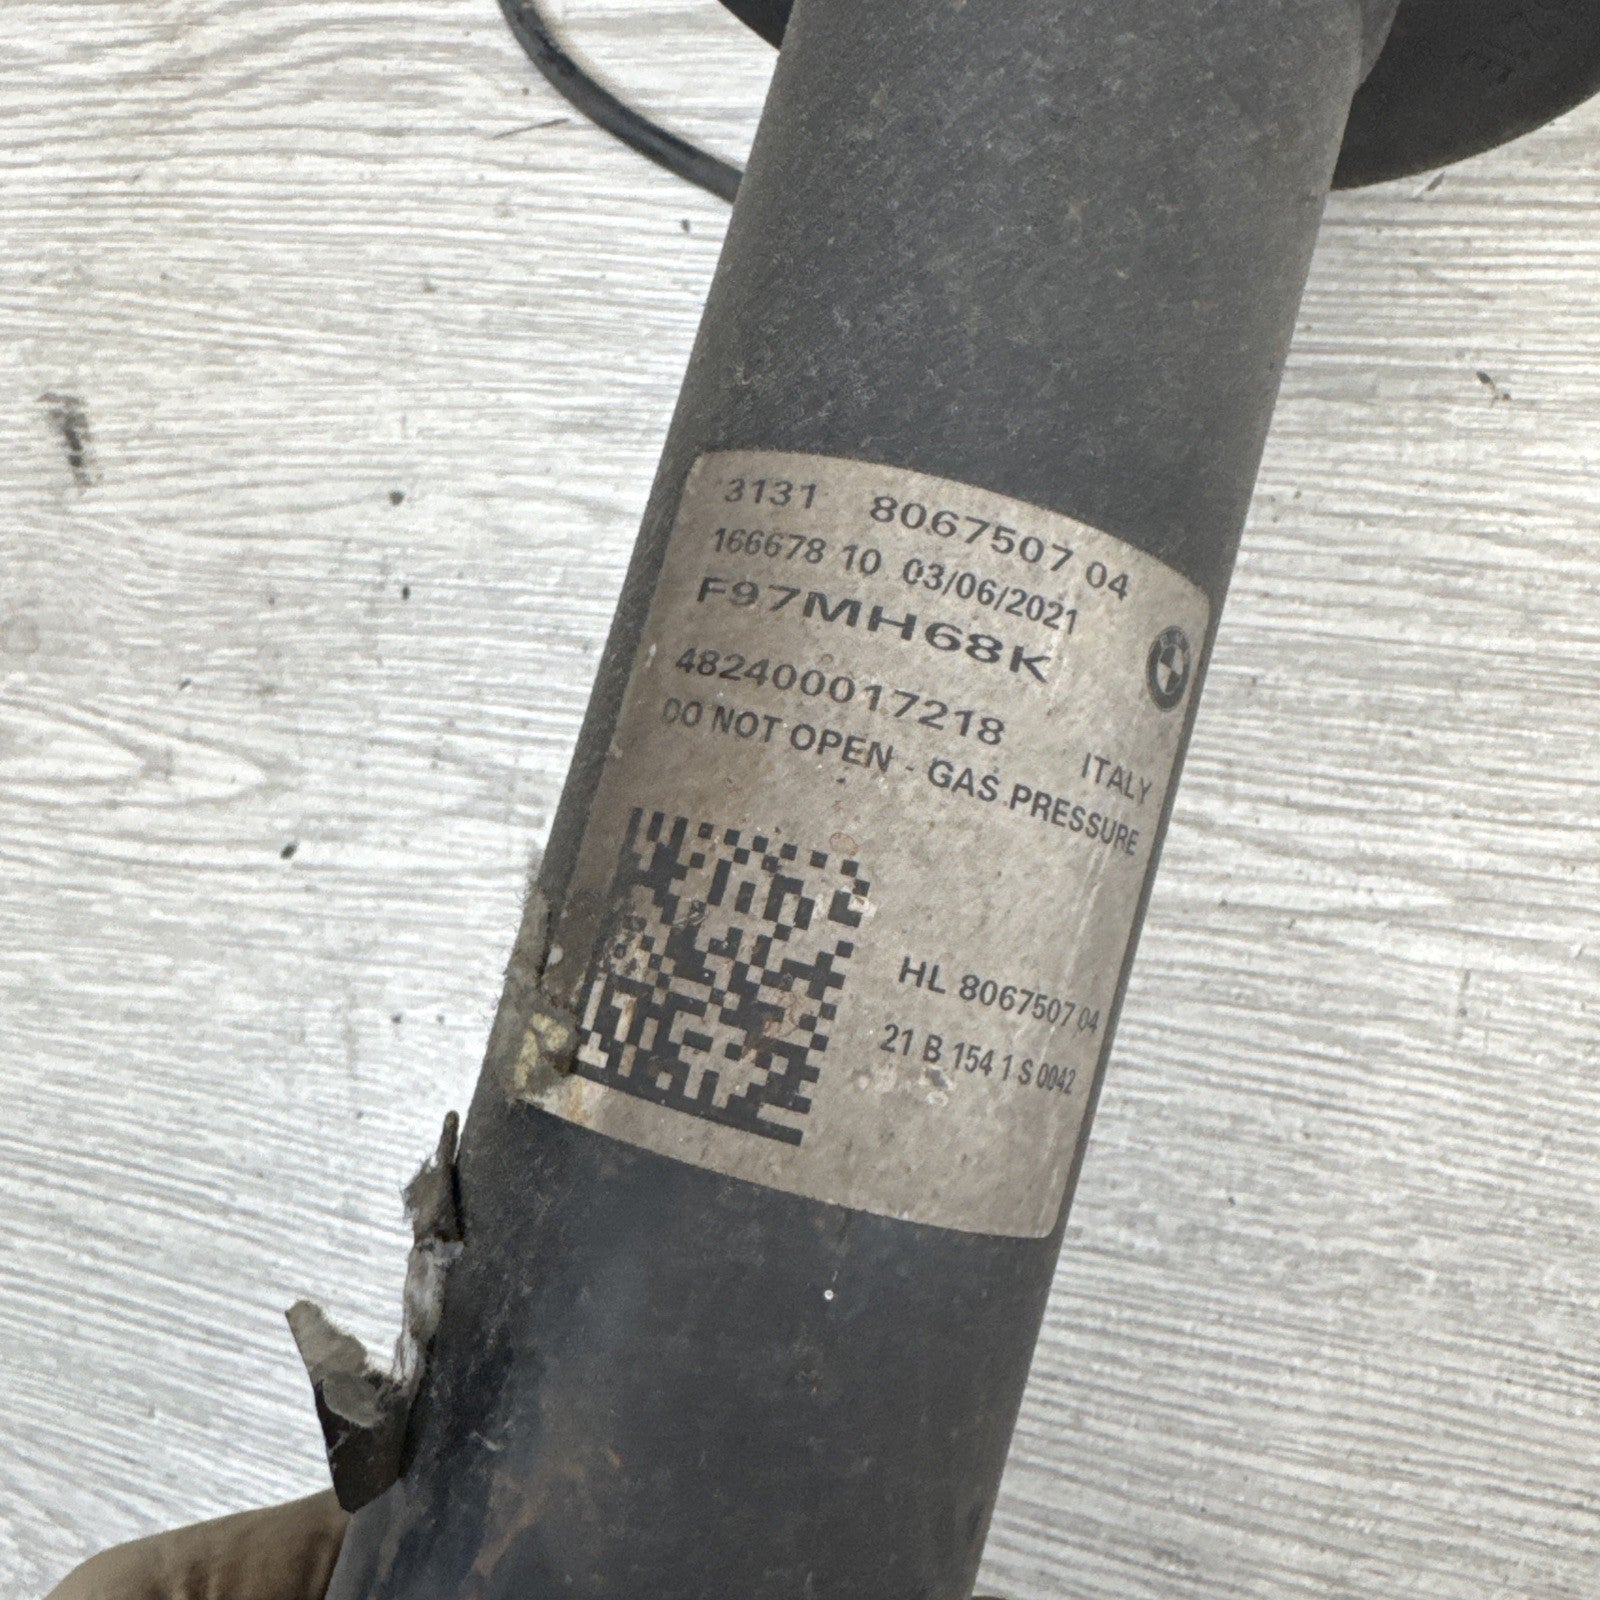 3131 8067507 04
166678 10 03/06/2021
F97MH68K
482400017218
ITALY
DO NOT OPEN - GAS PRESSURE
HL 8067507 04
21 B 154 1 S 0042